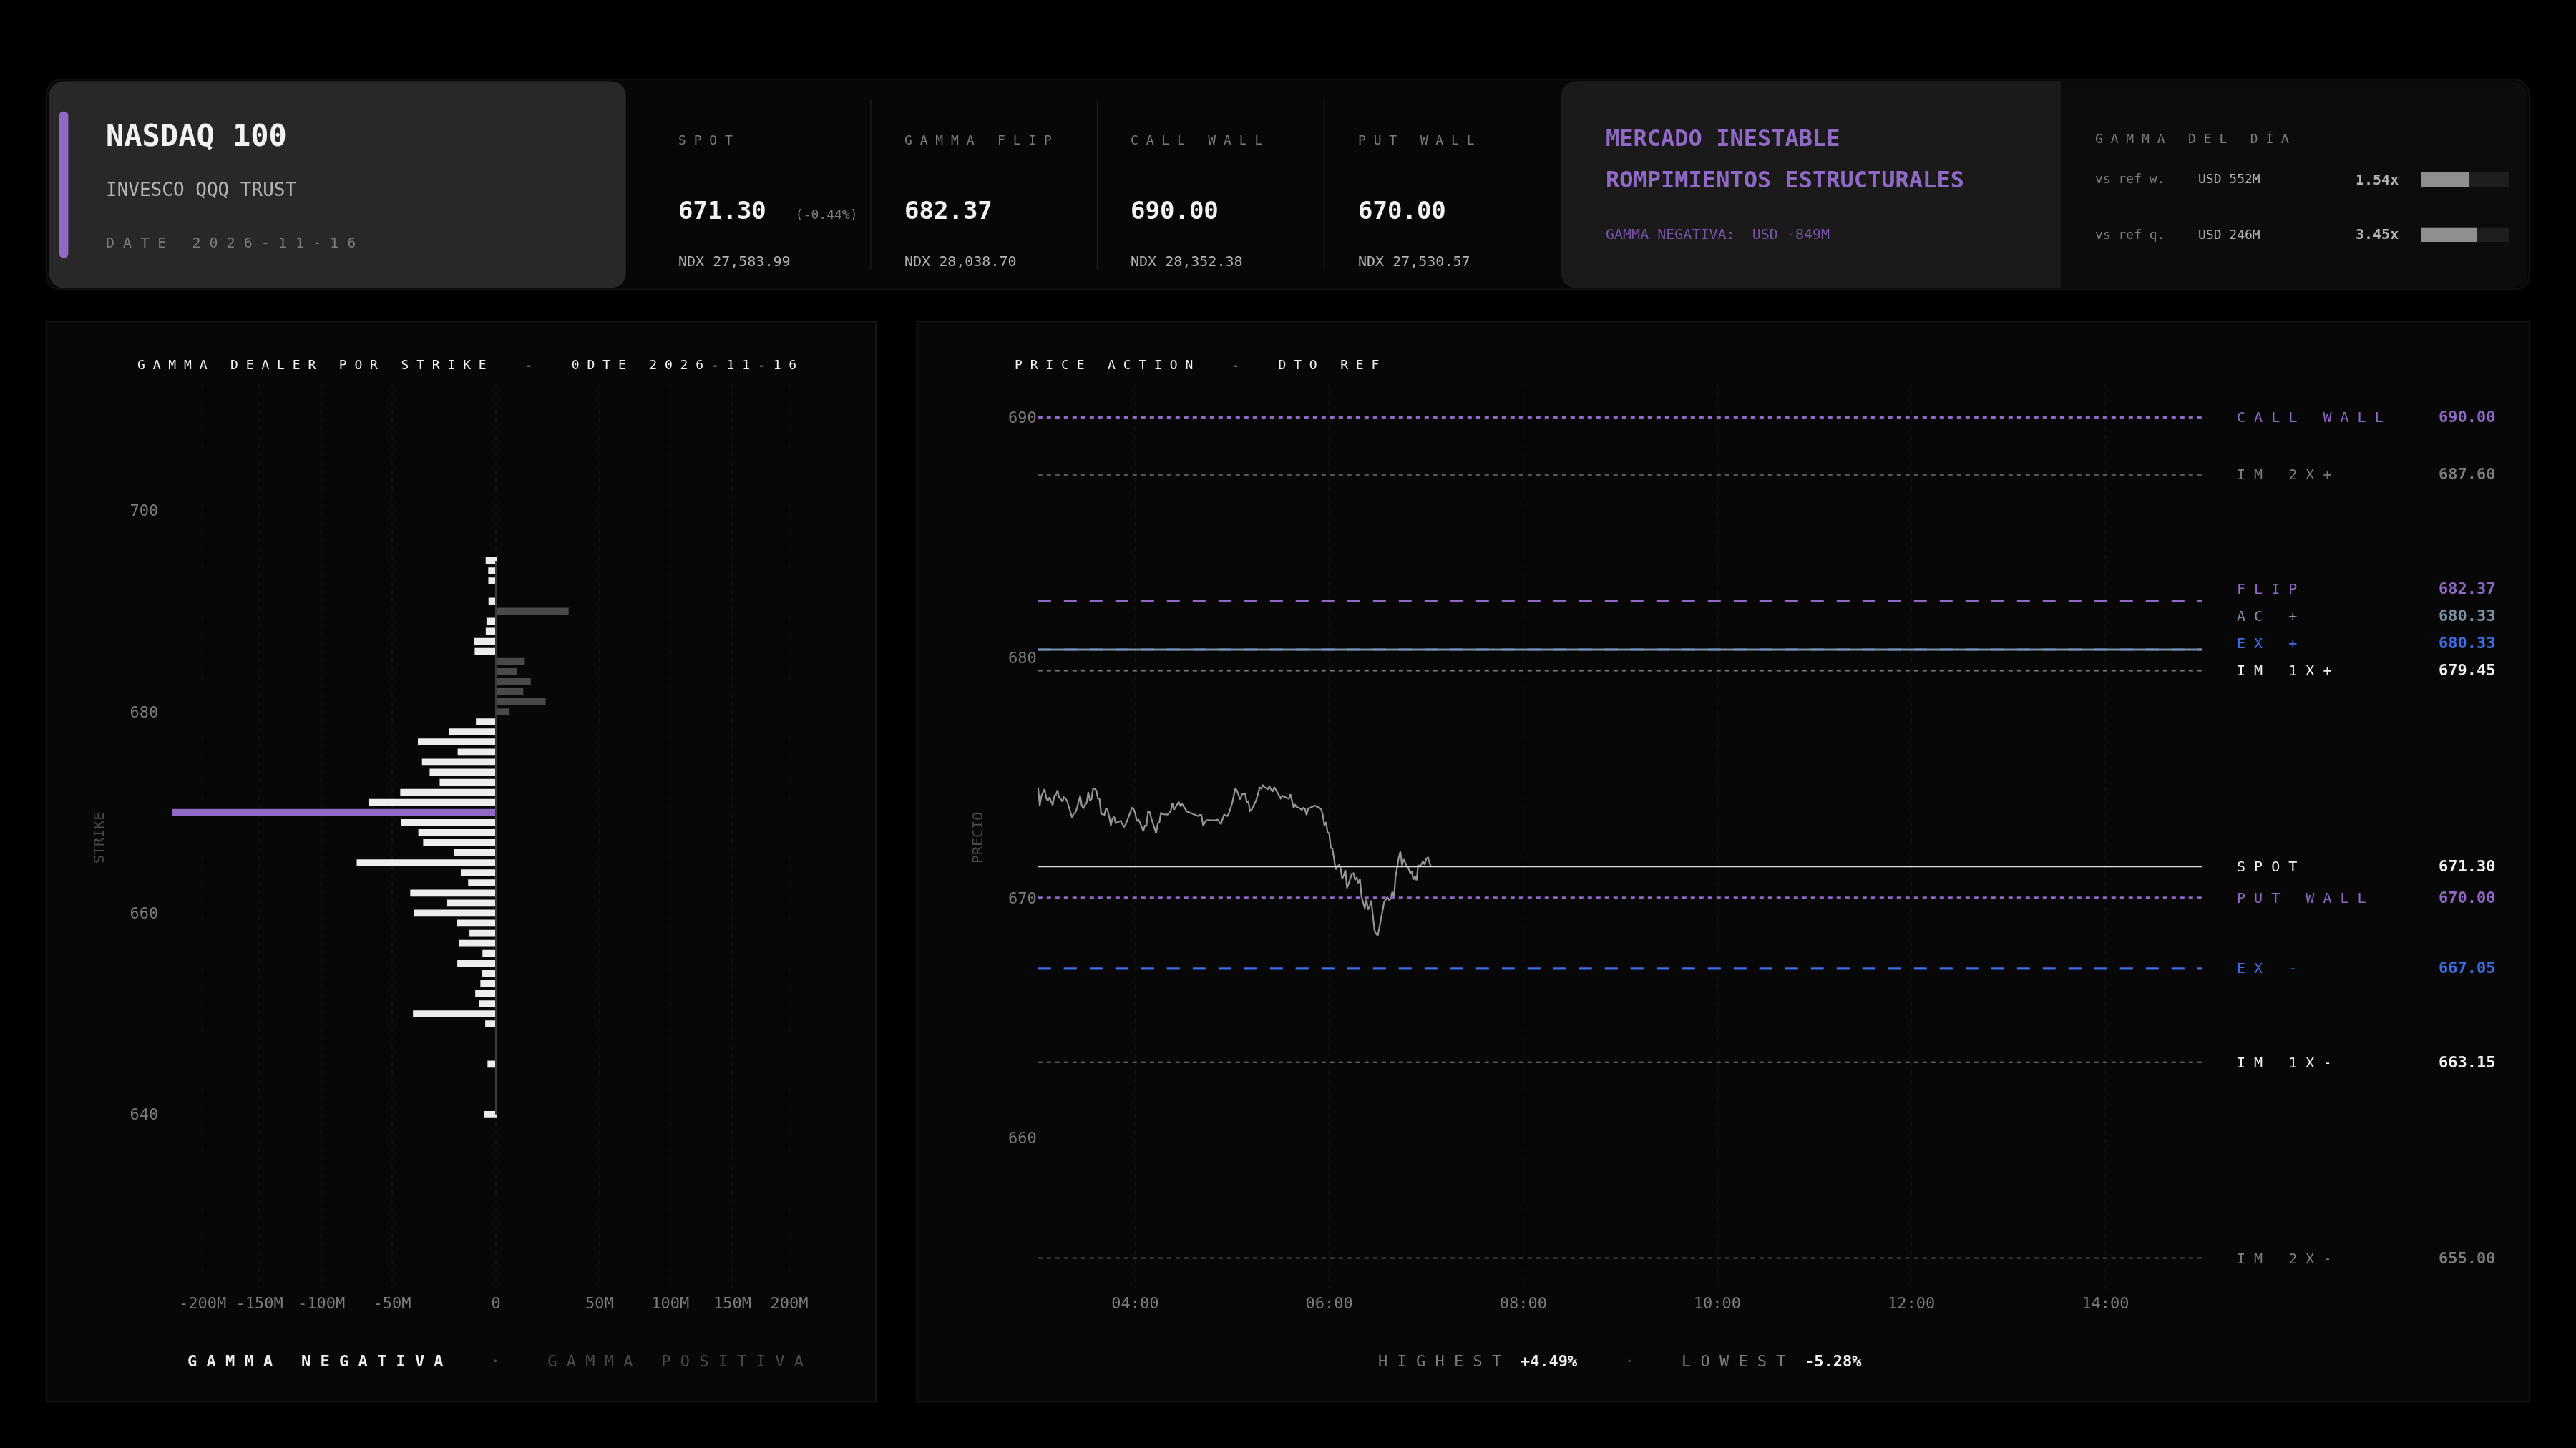 NASDAQ 100
INVESCO QQQ TRUST
DATE 2026-11-16
SPOT
671.30 (-0.44%)
NDX 27,583.99
GAMMA FLIP
682.37
NDX 28,038.70
CALL WALL
690.00
NDX 28,352.38
PUT WALL
670.00
NDX 27,530.57
MERCADO INESTABLE
ROMPIMIENTOS ESTRUCTURALES
GAMMA NEGATIVA: USD -849M
GAMMA DEL DÍA
vs ref w. USD 552M 1.54x
vs ref q. USD 246M 3.45x
GAMMA DEALER POR STRIKE - 0DTE 2026-11-16
STRIKE
700
680
660
640
-200M -150M -100M -50M 0 50M 100M 150M 200M
GAMMA NEGATIVA · GAMMA POSITIVA
PRICE ACTION - DTO REF
PRECIO
690
680
670
660
CALL WALL 690.00
IM 2X+ 687.60
FLIP 682.37
AC + 680.33
EX + 680.33
IM 1X+ 679.45
SPOT 671.30
PUT WALL 670.00
EX - 667.05
IM 1X- 663.15
IM 2X- 655.00
04:00 06:00 08:00 10:00 12:00 14:00
HIGHEST +4.49% · LOWEST -5.28%